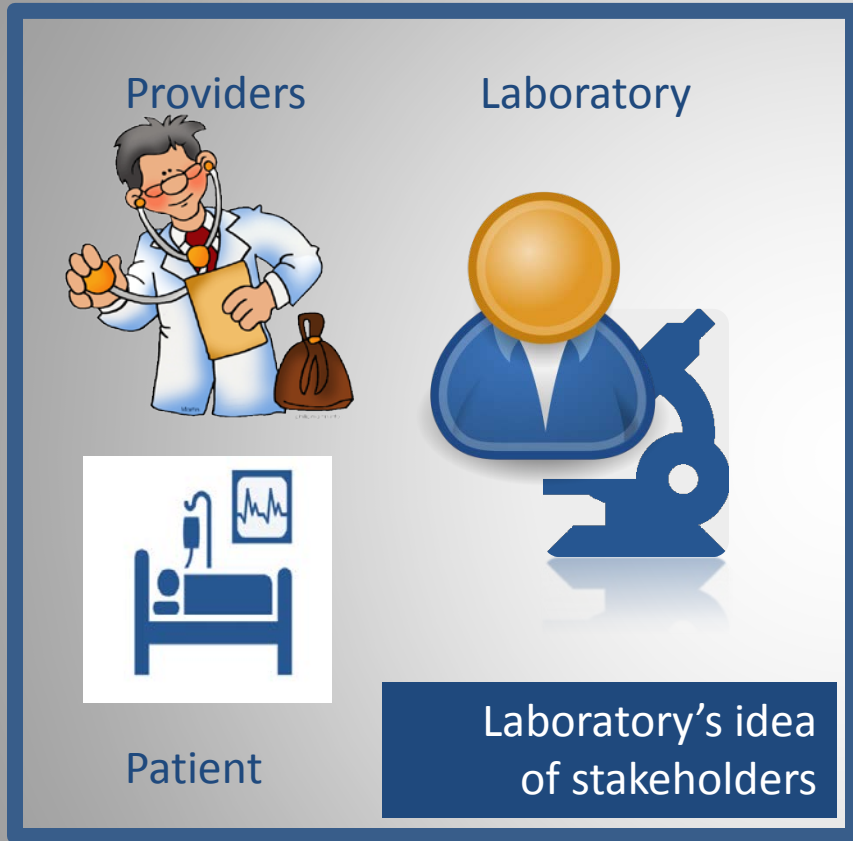 Providers
Laboratory
Patient
Laboratory’s idea
of stakeholders